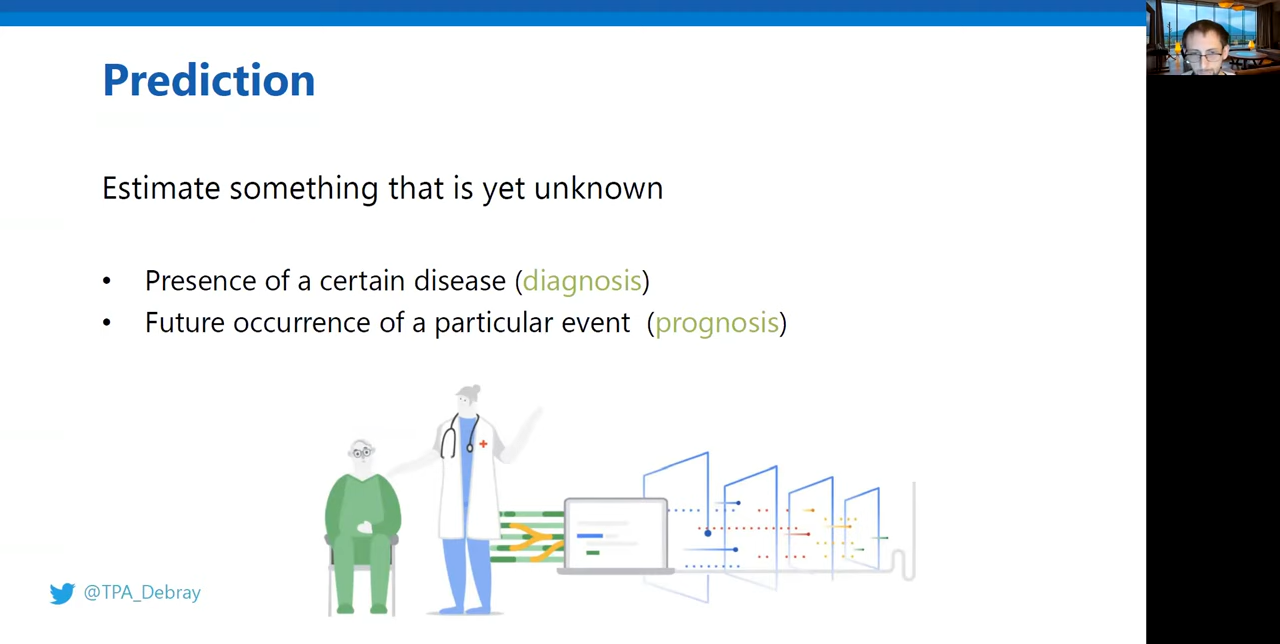 Prediction
Estimate something that is yet unknown
• Presence of a certain disease (diagnosis)
• Future occurrence of a particular event (prognosis)
@TPA_Debray